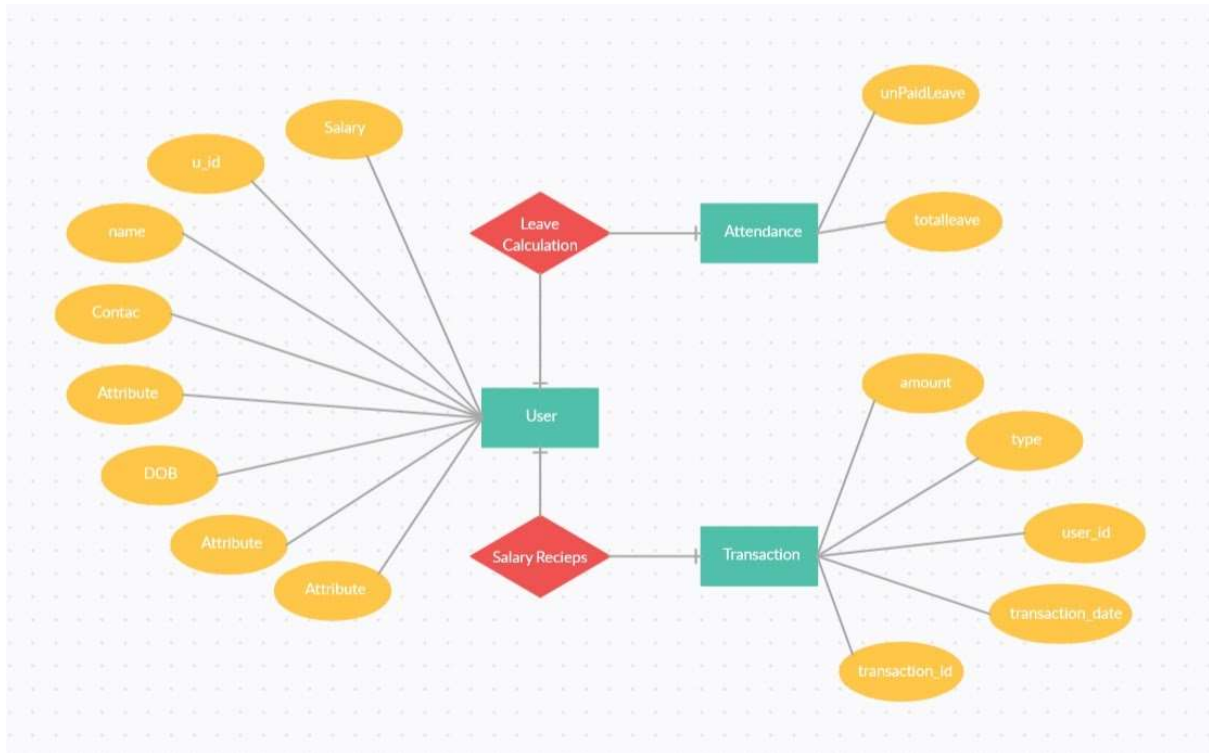 unPaidLeave
Salary
u_id
totalleave
name
Leave
Calculation
Attendance
Contac
amount
Attribute
User
type
DOB
user_id
Attribute
Salary Recieps
Transaction
Attribute
transaction_date
transaction_id